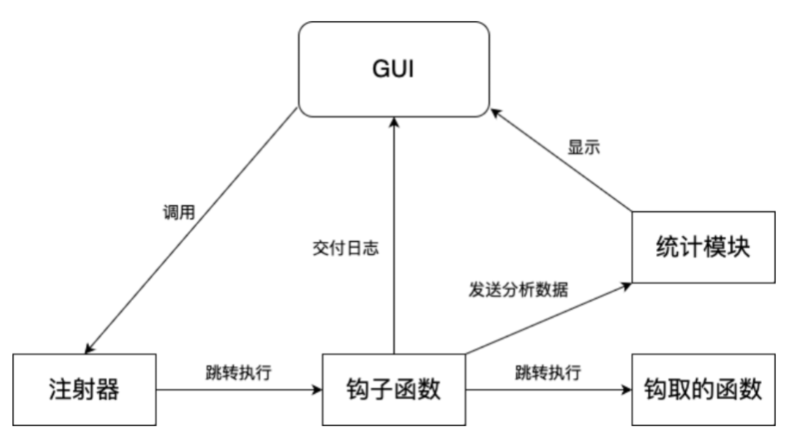 GUI
显示
调用
统计模块
交付日志
发送分析数据
跳转执行
跳转执行
注射器
钩子函数
钩取的函数